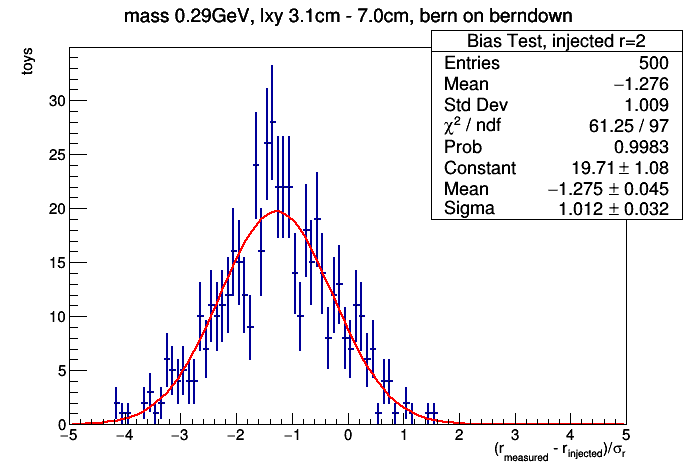 mass 0.29GeV, lxy 3.1cm - 7.0cm, bern on berndown
Bias Test, injected r=2
Entries 500
Mean −1.276
Std Dev 1.009
χ² / ndf 61.25 / 97
Prob 0.9983
Constant 19.71 ± 1.08
Mean −1.275 ± 0.045
Sigma 1.012 ± 0.032
toys
30
25
20
15
10
5
0
−5 −4 −3 −2 −1 0 1 2 3 4 5
(r_measured - r_injected)/σ_r